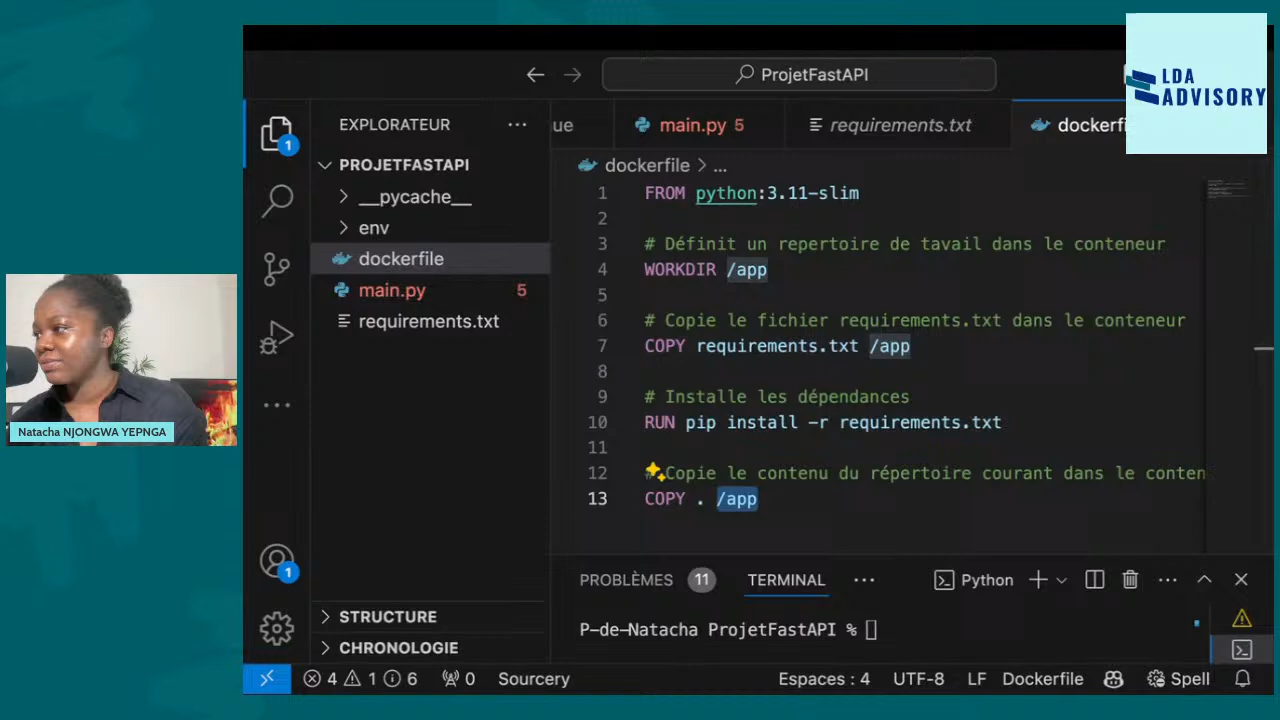 LDA
ADVISORY
ProjetFastAPI
EXPLORATEUR
1
PROJETFASTAPI
__pycache__
env
dockerfile
main.py 5
requirements.txt
STRUCTURE
CHRONOLOGIE
1
ue
main.py 5
requirements.txt
dockerfi
dockerfile > ...
1 FROM python:3.11-slim
2
3 # Définit un repertoire de tavail dans le conteneur
4 WORKDIR /app
5
6 # Copie le fichier requirements.txt dans le conteneur
7 COPY requirements.txt /app
8
9 # Installe les dépendances
10 RUN pip install -r requirements.txt
11
12 # Copie le contenu du répertoire courant dans le conten
13 COPY . /app
PROBLÈMES 11 TERMINAL ... Python
P-de-Natacha ProjetFastAPI %
4 1 6 0 Sourcery Espaces : 4 UTF-8 LF Dockerfile Spell
Natacha NJONGWA YEPNGA